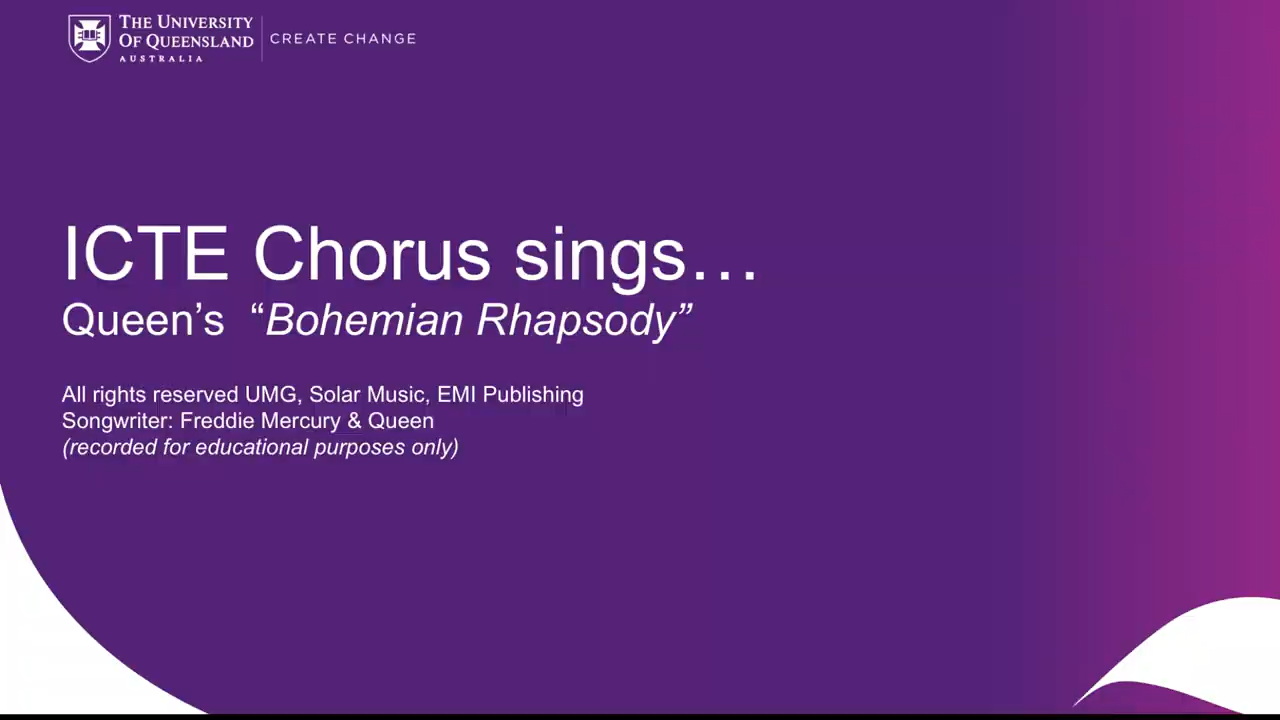 THE UNIVERSITY
OF QUEENSLAND
AUSTRALIA
CREATE CHANGE
ICTE Chorus sings…
Queen’s  “Bohemian Rhapsody”
All rights reserved UMG, Solar Music, EMI Publishing
Songwriter: Freddie Mercury & Queen
(recorded for educational purposes only)